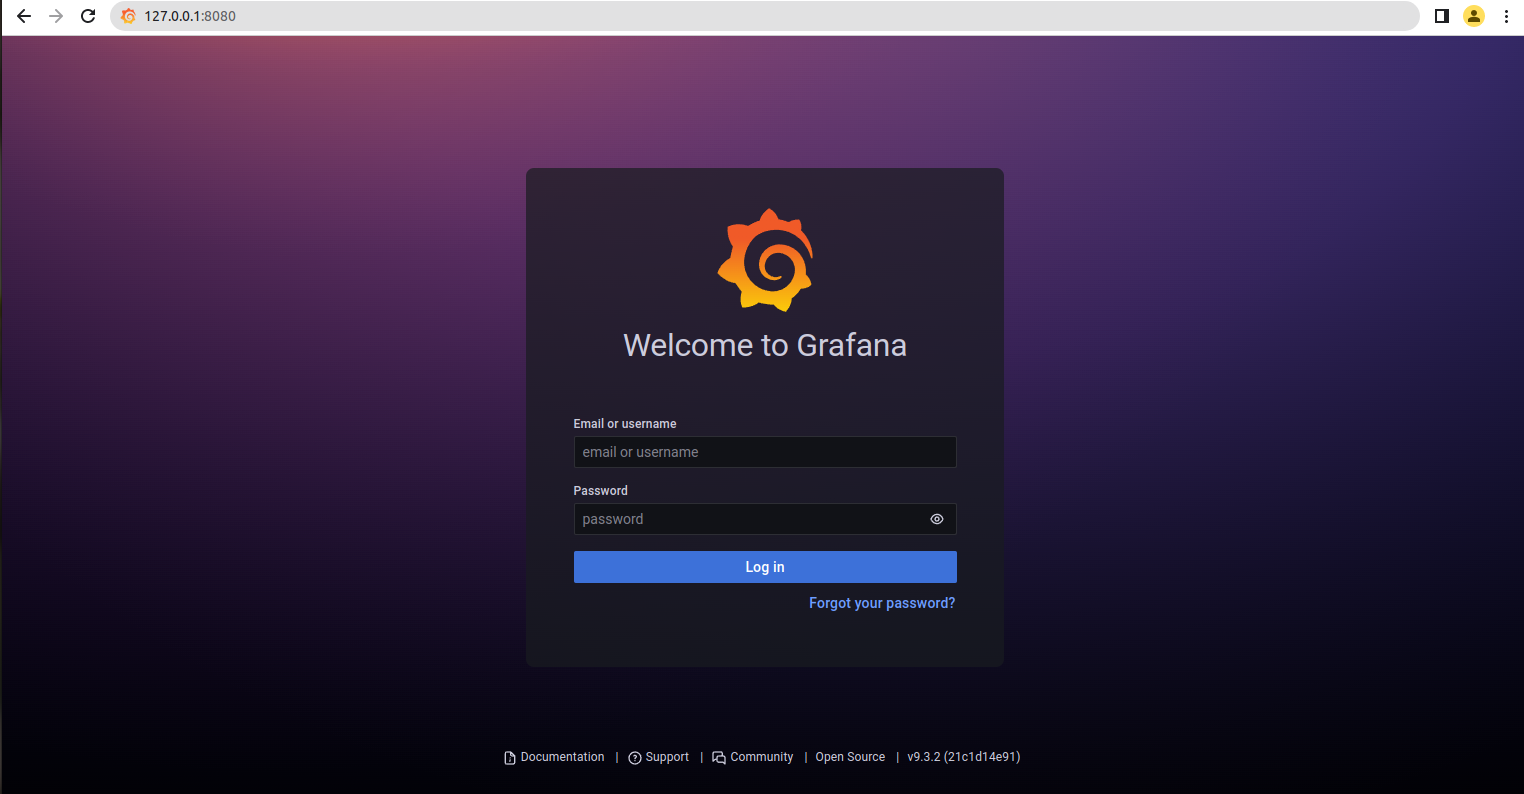 127.0.0.1:8080
Welcome to Grafana
Email or username
email or username
Password
password
Log in
Forgot your password?
Documentation | Support | Community | Open Source | v9.3.2 (21c1d14e91)